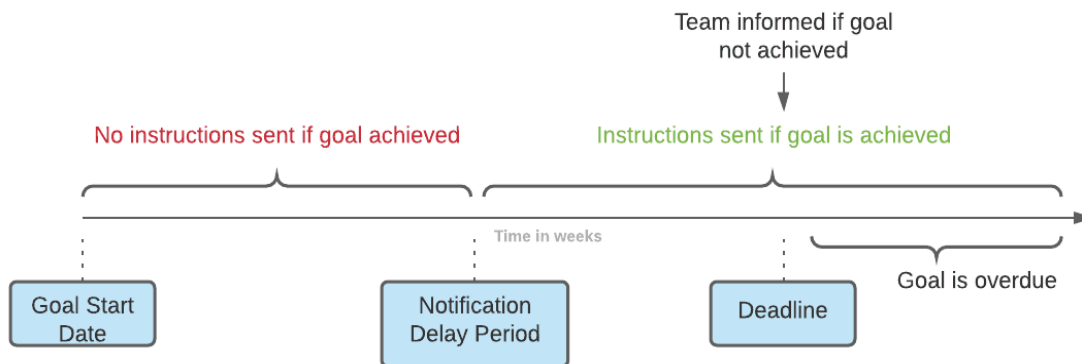 Team informed if goal
not achieved
No instructions sent if goal achieved
Instructions sent if goal is achieved
Time in weeks
Goal is overdue
Goal Start
Date
Notification
Delay Period
Deadline